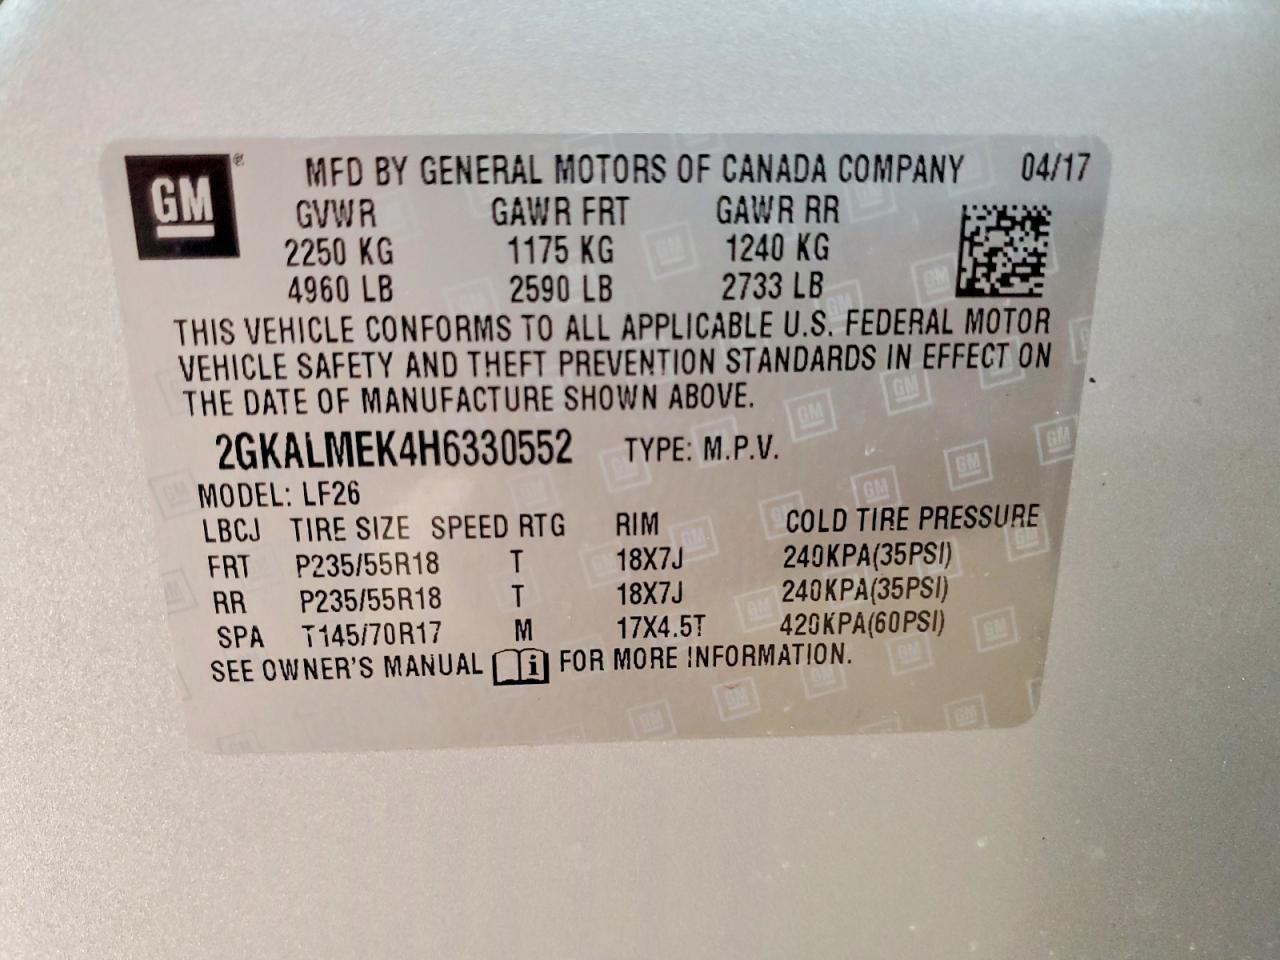 GM® MFD BY GENERAL MOTORS OF CANADA COMPANY 04/17
GVWR GAWR FRT GAWR RR
2250 KG 1175 KG 1240 KG
4960 LB 2590 LB 2733 LB
THIS VEHICLE CONFORMS TO ALL APPLICABLE U.S. FEDERAL MOTOR
VEHICLE SAFETY AND THEFT PREVENTION STANDARDS IN EFFECT ON
THE DATE OF MANUFACTURE SHOWN ABOVE.
2GKALMEK4H6330552 TYPE: M.P.V.
MODEL: LF26
LBCJ TIRE SIZE SPEED RTG RIM COLD TIRE PRESSURE
FRT P235/55R18 T 18X7J 240KPA(35PSI)
RR P235/55R18 T 18X7J 240KPA(35PSI)
SPA T145/70R17 M 17X4.5T 420KPA(60PSI)
SEE OWNER'S MANUAL i FOR MORE INFORMATION.